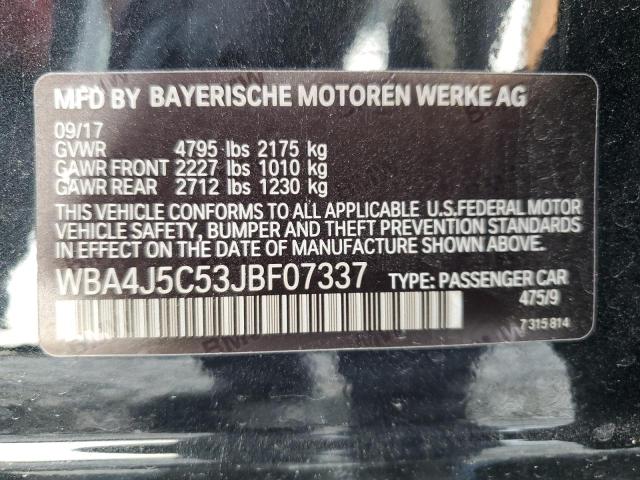 MFD BY BAYERISCHE MOTOREN WERKE AG
09/17
GVWR 4795 lbs 2175 kg
GAWR FRONT 2227 lbs 1010 kg
GAWR REAR 2712 lbs 1230 kg
THIS VEHICLE CONFORMS TO ALL APPLICABLE U.S.FEDERAL MOTOR
VEHICLE SAFETY, BUMPER AND THEFT PREVENTION STANDARDS
IN EFFECT ON THE DATE OF MANUFACTURE SHOWN ABOVE.
WBA4J5C53JBF07337 TYPE: PASSENGER CAR
475/9
7 315 814